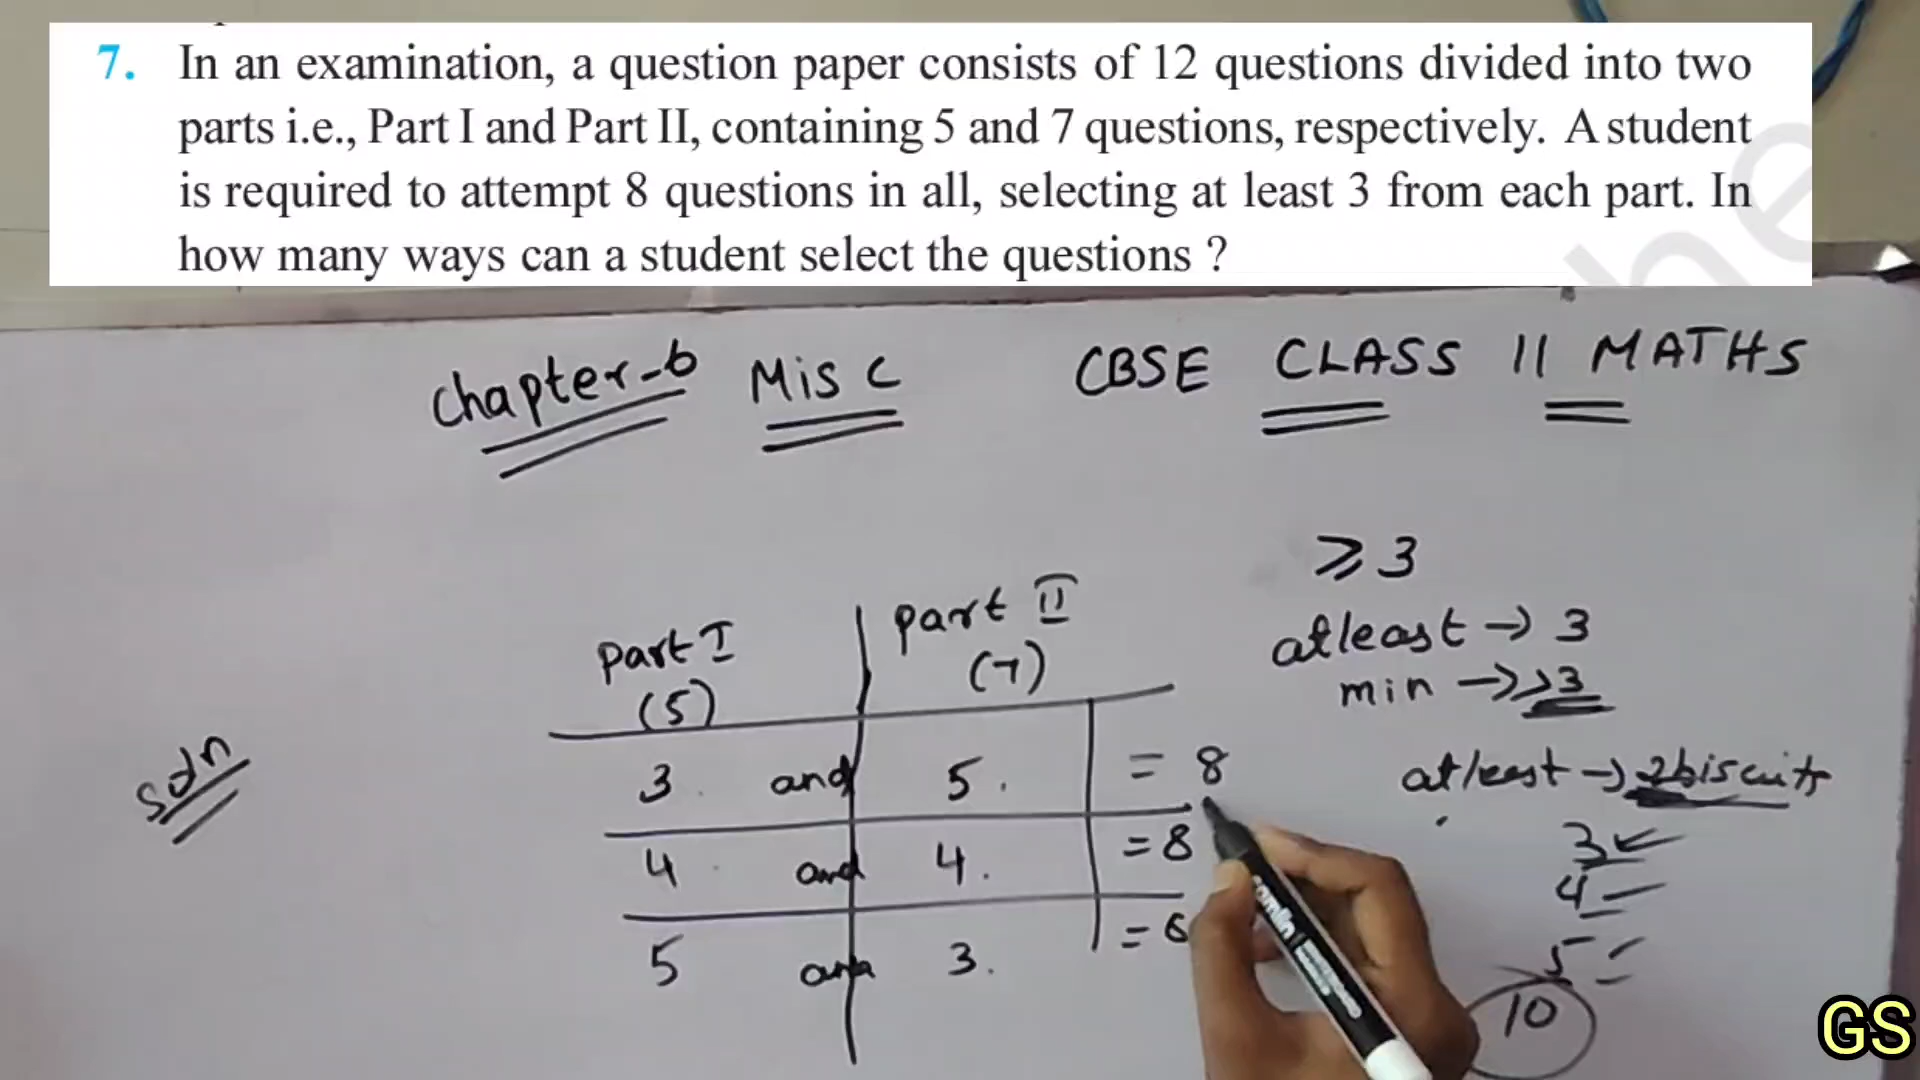 7. In an examination, a question paper consists of 12 questions divided into two
parts i.e., Part I and Part II, containing 5 and 7 questions, respectively. A student
is required to attempt 8 questions in all, selecting at least 3 from each part. In
how many ways can a student select the questions ?
Chapter-6 Misc CBSE CLASS 11 MATHS
Soln
Part I
(5)
part II
(7)
3 and 5. = 8
4 and 4. = 8
5 and 3. = 8
≥ 3
atleast → 3
min → ≥3
atleast → 2biscuits
3
4
5
10
GS